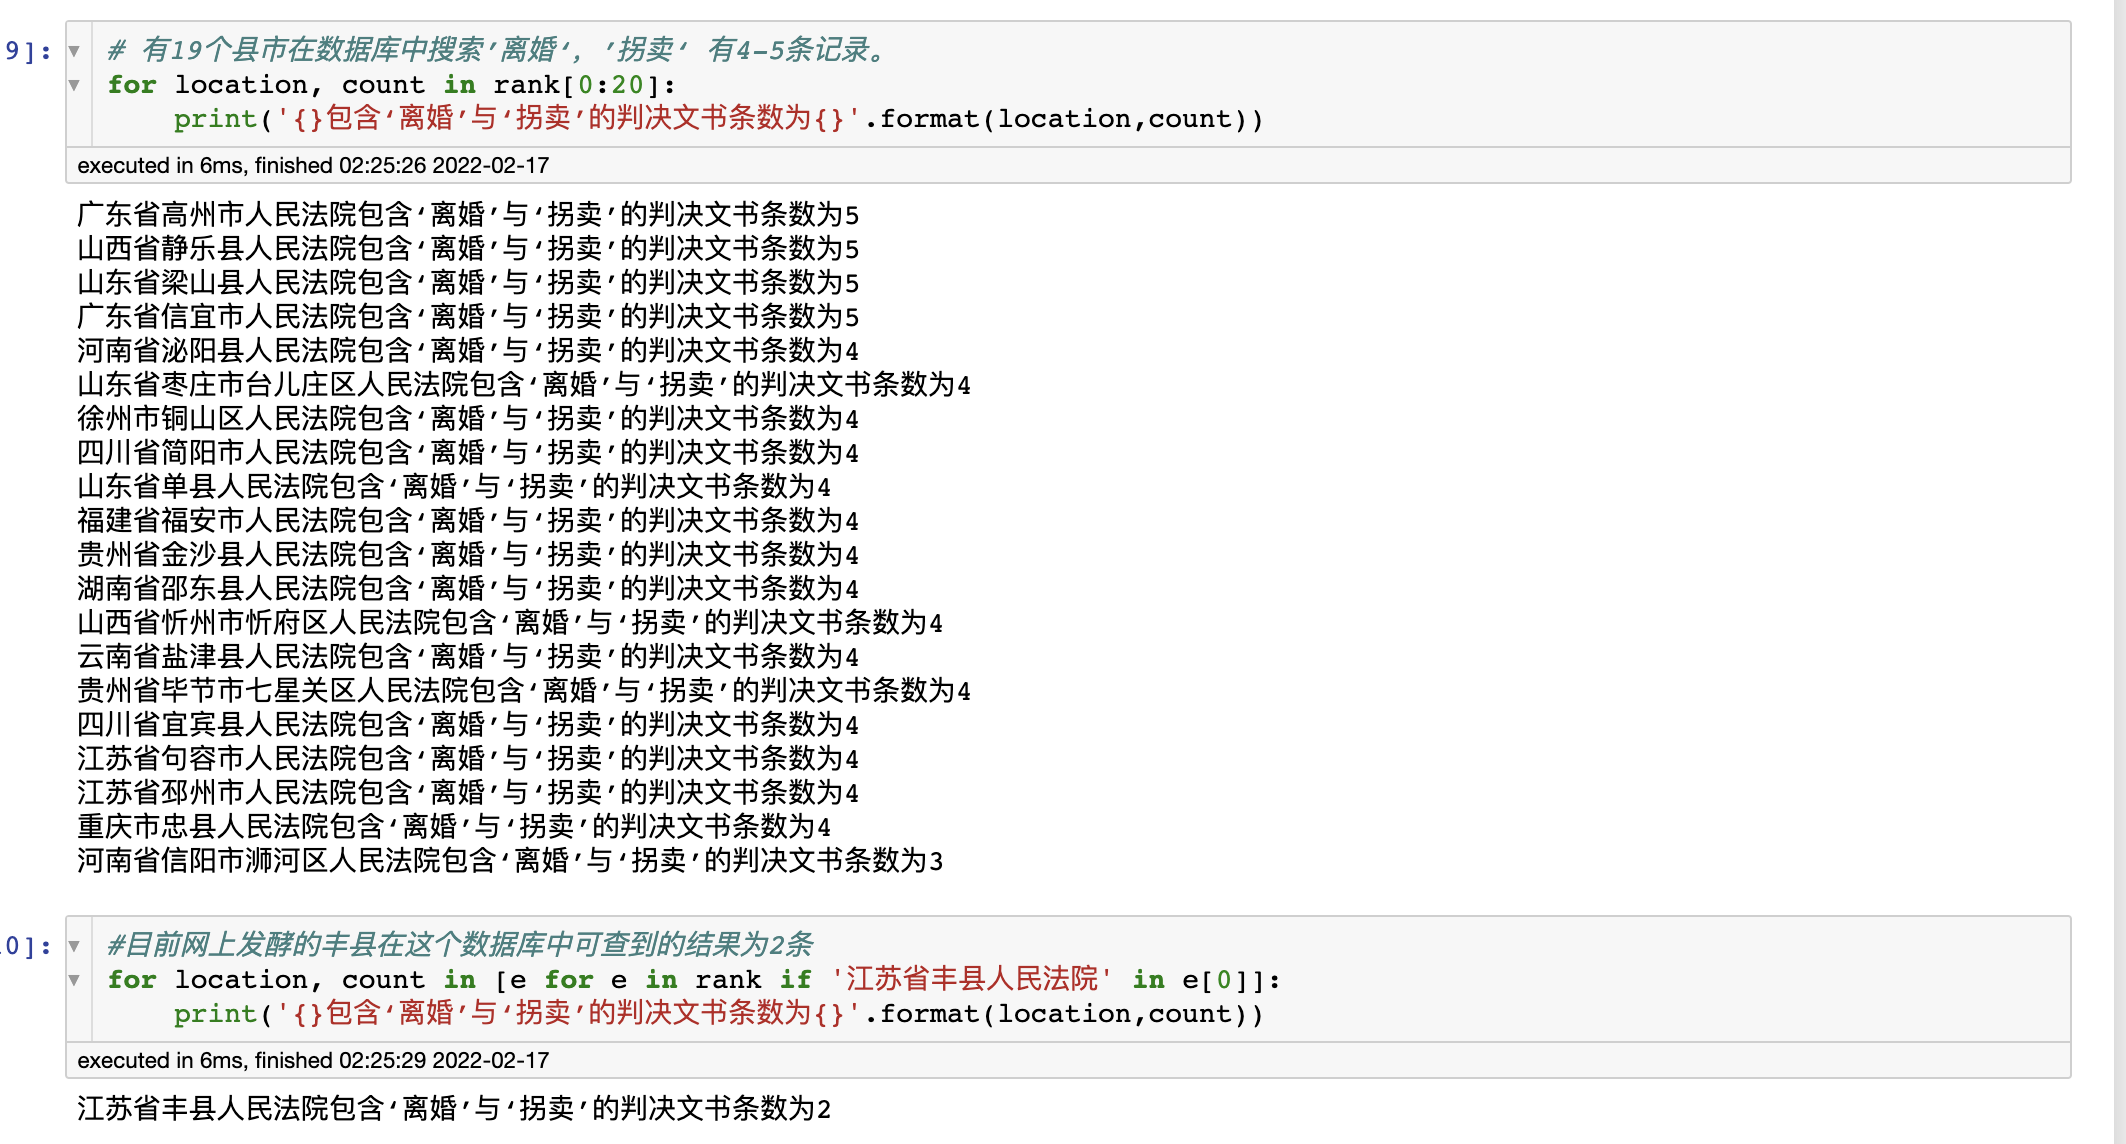 9]:
# 有19个县市在数据库中搜索’离婚‘, ’拐卖‘ 有4-5条记录。
for location, count in rank[0:20]:
    print('{}包含‘离婚’与‘拐卖’的判决文书条数为{}'.format(location,count))
executed in 6ms, finished 02:25:26 2022-02-17
广东省高州市人民法院包含‘离婚’与‘拐卖’的判决文书条数为5
山西省静乐县人民法院包含‘离婚’与‘拐卖’的判决文书条数为5
山东省梁山县人民法院包含‘离婚’与‘拐卖’的判决文书条数为5
广东省信宜市人民法院包含‘离婚’与‘拐卖’的判决文书条数为5
河南省泌阳县人民法院包含‘离婚’与‘拐卖’的判决文书条数为4
山东省枣庄市台儿庄区人民法院包含‘离婚’与‘拐卖’的判决文书条数为4
徐州市铜山区人民法院包含‘离婚’与‘拐卖’的判决文书条数为4
四川省简阳市人民法院包含‘离婚’与‘拐卖’的判决文书条数为4
山东省单县人民法院包含‘离婚’与‘拐卖’的判决文书条数为4
福建省福安市人民法院包含‘离婚’与‘拐卖’的判决文书条数为4
贵州省金沙县人民法院包含‘离婚’与‘拐卖’的判决文书条数为4
湖南省邵东县人民法院包含‘离婚’与‘拐卖’的判决文书条数为4
山西省忻州市忻府区人民法院包含‘离婚’与‘拐卖’的判决文书条数为4
云南省盐津县人民法院包含‘离婚’与‘拐卖’的判决文书条数为4
贵州省毕节市七星关区人民法院包含‘离婚’与‘拐卖’的判决文书条数为4
四川省宜宾县人民法院包含‘离婚’与‘拐卖’的判决文书条数为4
江苏省句容市人民法院包含‘离婚’与‘拐卖’的判决文书条数为4
江苏省邳州市人民法院包含‘离婚’与‘拐卖’的判决文书条数为4
重庆市忠县人民法院包含‘离婚’与‘拐卖’的判决文书条数为4
河南省信阳市浉河区人民法院包含‘离婚’与‘拐卖’的判决文书条数为3
0]:
#目前网上发酵的丰县在这个数据库中可查到的结果为2条
for location, count in [e for e in rank if '江苏省丰县人民法院' in e[0]]:
    print('{}包含‘离婚’与‘拐卖’的判决文书条数为{}'.format(location,count))
executed in 6ms, finished 02:25:29 2022-02-17
江苏省丰县人民法院包含‘离婚’与‘拐卖’的判决文书条数为2